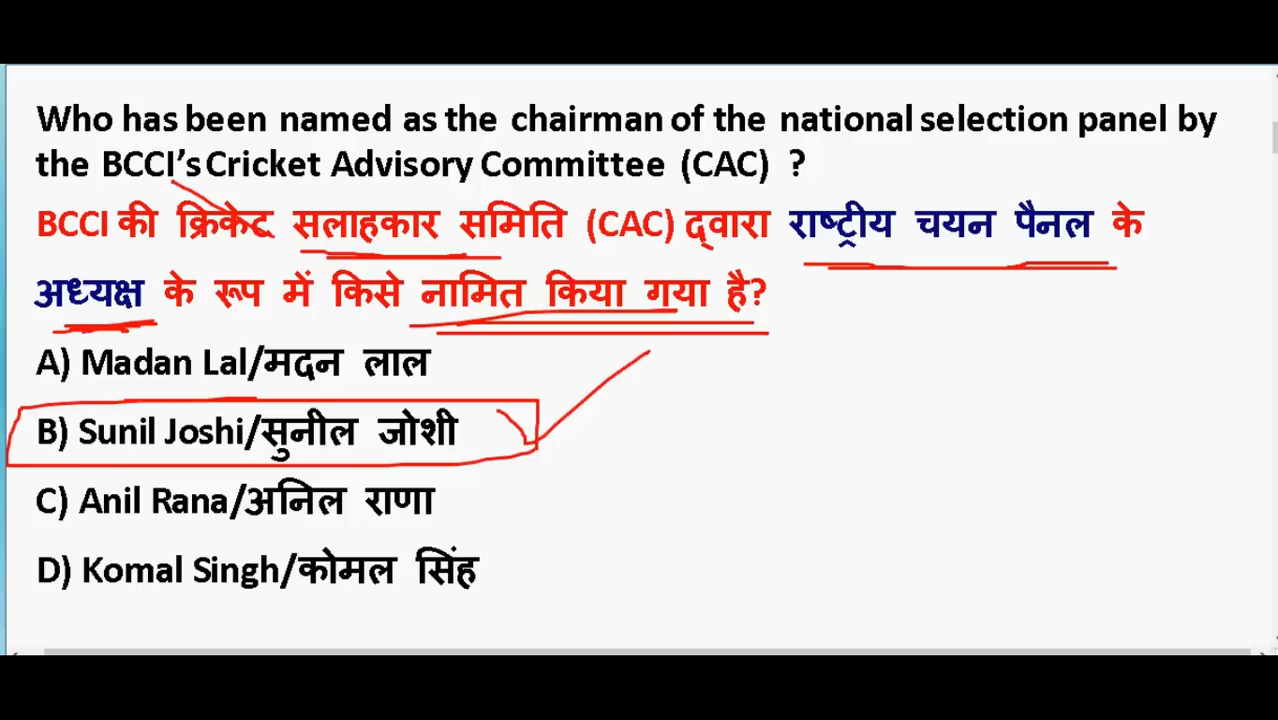 Who has been named as the chairman of the national selection panel by
the BCCI's Cricket Advisory Committee (CAC) ?
BCCI की क्रिकेट सलाहकार समिति (CAC) द्वारा राष्ट्रीय चयन पैनल के
अध्यक्ष के रूप में किसे नामित किया गया है?
A) Madan Lal/मदन लाल
B) Sunil Joshi/सुनील जोशी
C) Anil Rana/अनिल राणा
D) Komal Singh/कोमल सिंह